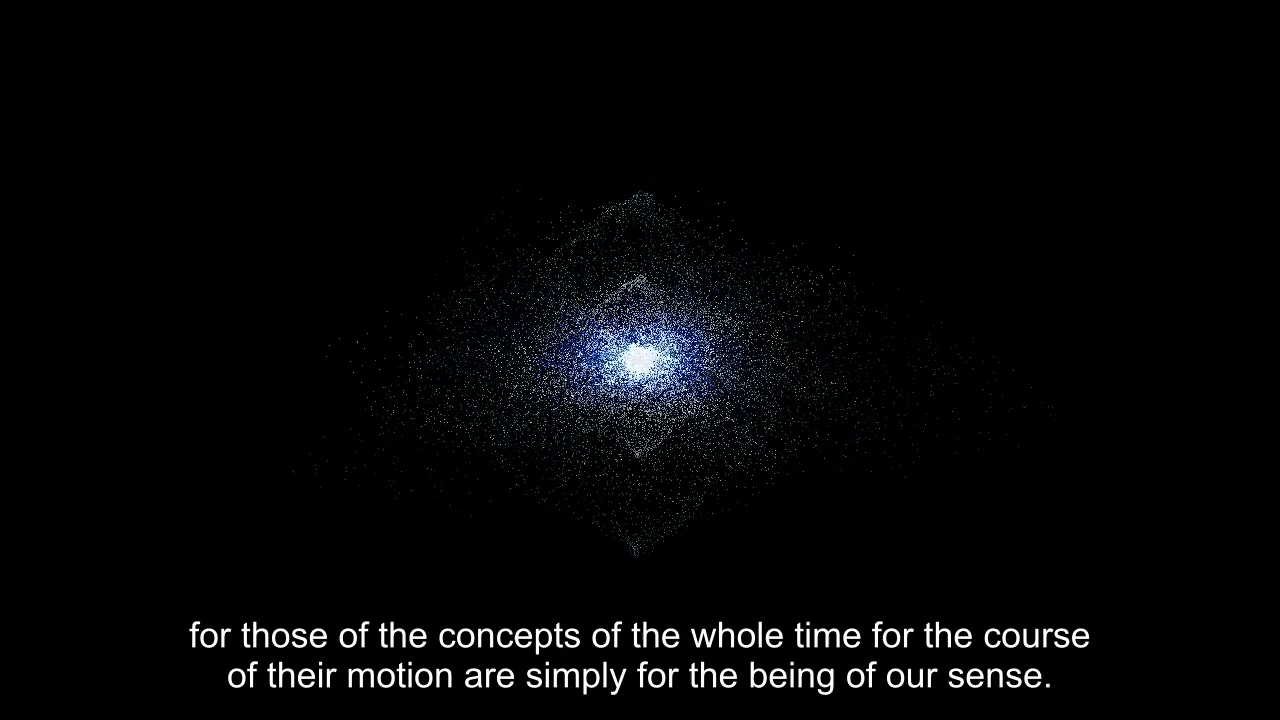 for those of the concepts of the whole time for the course
of their motion are simply for the being of our sense.